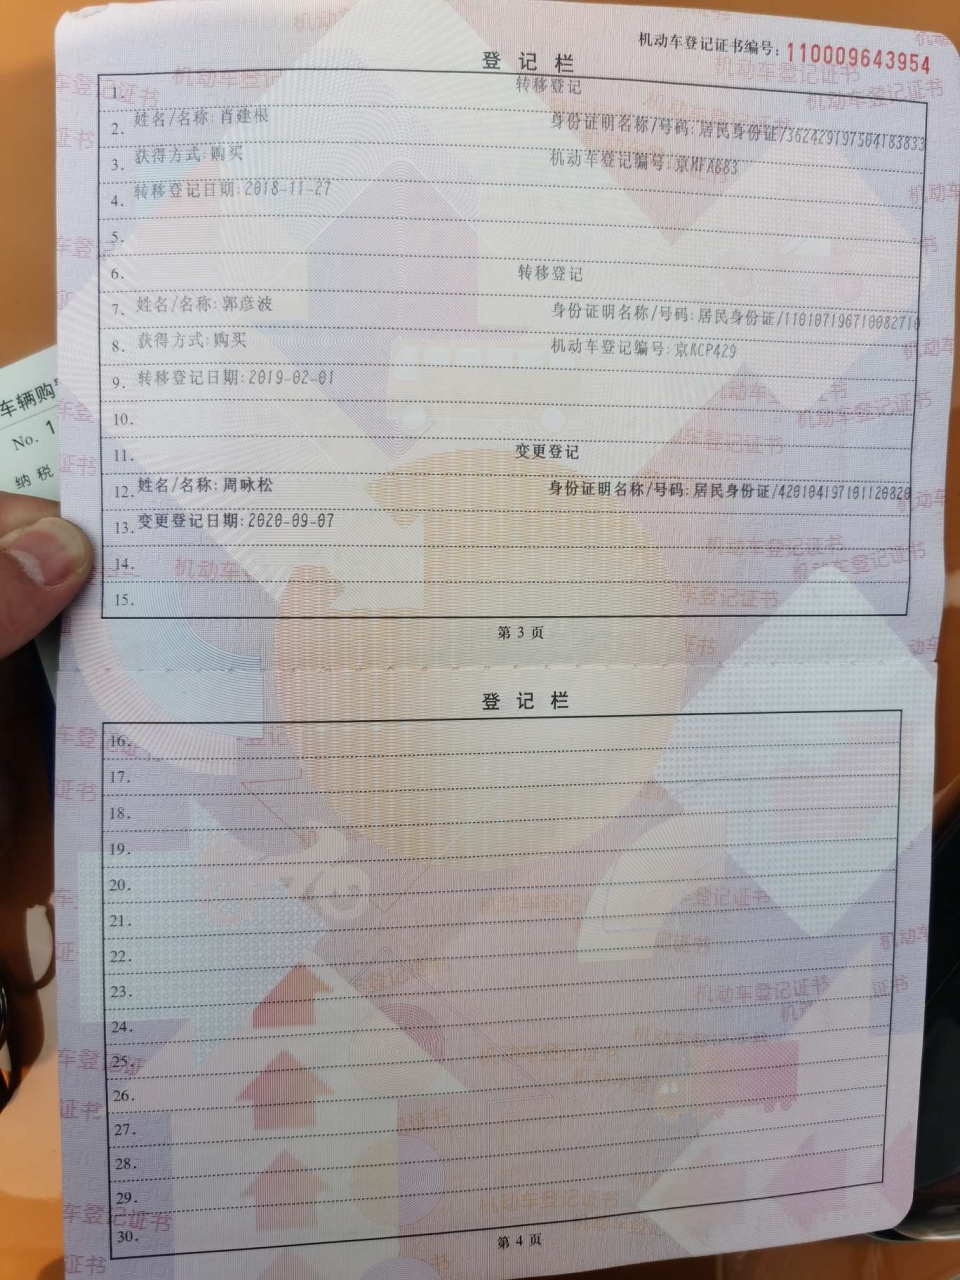 机动车登记证书编号：110009643954
登记栏
1. 转移登记
2. 姓名/名称:肖建根 身份证明名称/号码:居民身份证/362429197504183833
3. 获得方式:购买 机动车登记编号:京MFA683
4. 转移登记日期:2018-11-27
5.
6. 转移登记
7. 姓名/名称:郭彦波 身份证明名称/号码:居民身份证/110107196710082710
8. 获得方式:购买 机动车登记编号:京KCP429
9. 转移登记日期:2019-02-01
10.
11. 变更登记
12. 姓名/名称:周咏松 身份证明名称/号码:居民身份证/420104197101120820
13. 变更登记日期:2020-09-07
14.
15.
第 3 页
登记栏
16.
17.
18.
19.
20.
21.
22.
23.
24.
25.
26.
27.
28.
29.
30.
第 4 页
车辆购
No. 1
纳税